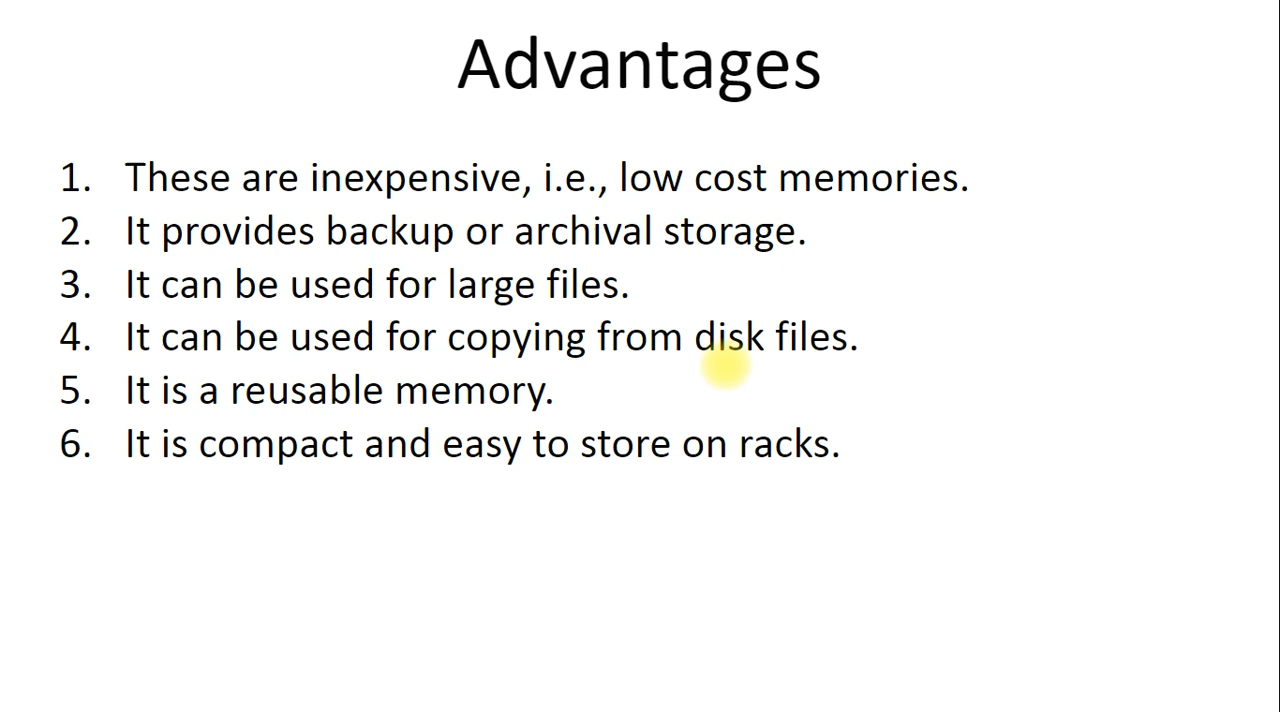 Advantages
1. These are inexpensive, i.e., low cost memories.
2. It provides backup or archival storage.
3. It can be used for large files.
4. It can be used for copying from disk files.
5. It is a reusable memory.
6. It is compact and easy to store on racks.